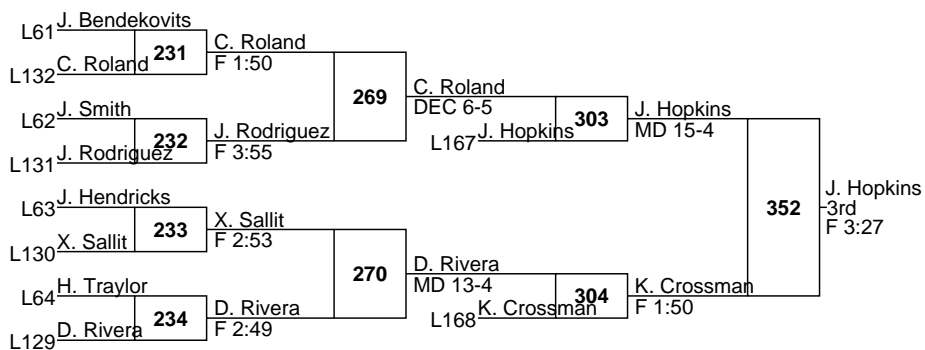 L61 J. Bendekovits
231
C. Roland
F 1:50
L132 C. Roland
269
C. Roland
DEC 6-5
L62 J. Smith
232
J. Rodriguez
F 3:55
L131 J. Rodriguez
303
L167 J. Hopkins
J. Hopkins
MD 15-4
L63 J. Hendricks
233
X. Sallit
F 2:53
L130 X. Sallit
352
J. Hopkins
3rd
F 3:27
270
D. Rivera
MD 13-4
L64 H. Traylor
234
D. Rivera
F 2:49
L129 D. Rivera
304
L168 K. Crossman
K. Crossman
F 1:50